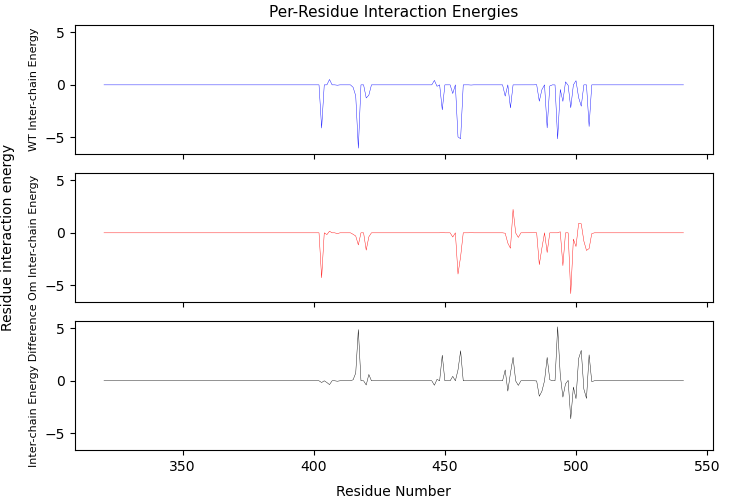 Per-Residue Interaction Energies
Residue interaction energy
WT Inter-chain Energy
5
0
−5
Om Inter-chain Energy
5
0
−5
Inter-chain Energy Difference
5
0
−5
350
400
450
500
550
Residue Number